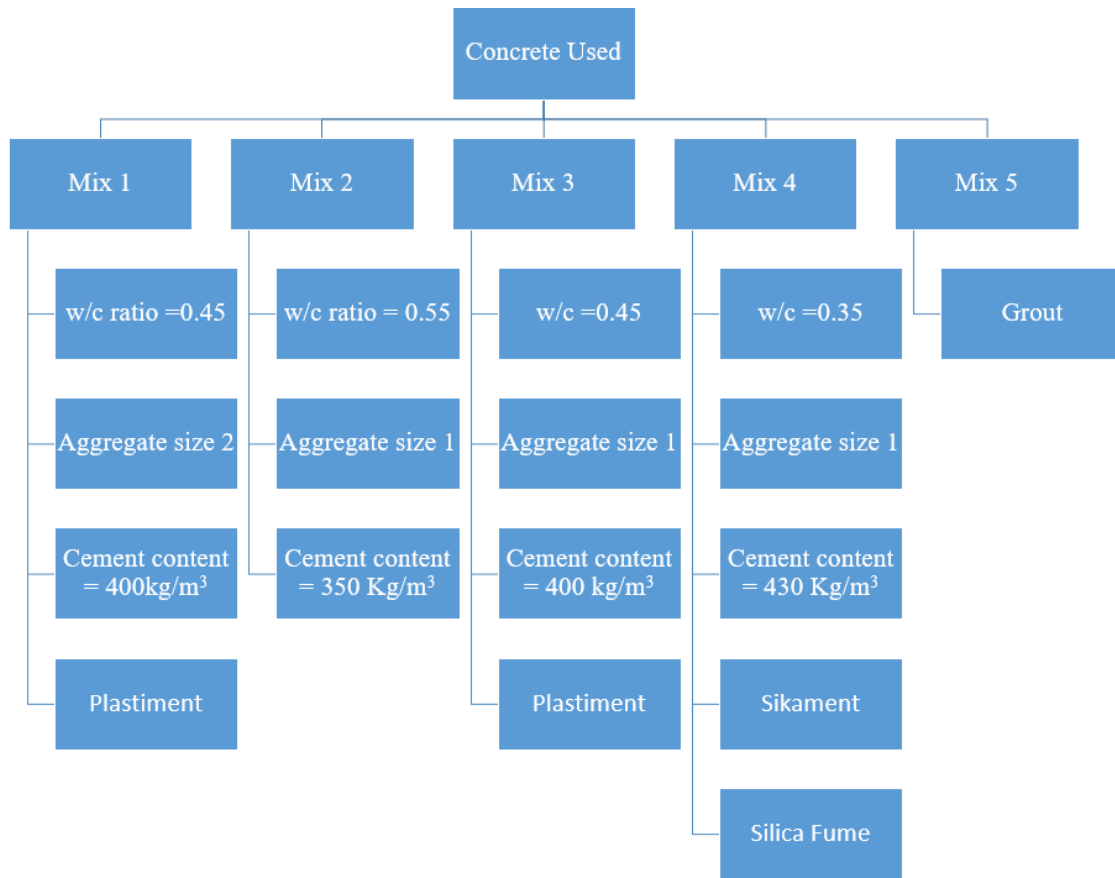 Concrete Used
Mix 1
Mix 2
Mix 3
Mix 4
Mix 5
w/c ratio =0.45
w/c ratio = 0.55
w/c =0.45
w/c =0.35
Grout
Aggregate size 2
Aggregate size 1
Aggregate size 1
Aggregate size 1
Cement content
= 400kg/m³
Cement content
= 350 Kg/m³
Cement content
= 400 kg/m³
Cement content
= 430 Kg/m³
Plastiment
Plastiment
Sikament
Silica Fume